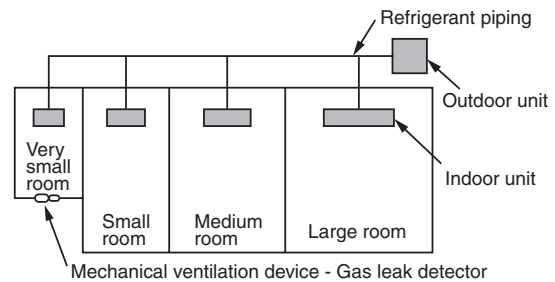 Refrigerant piping
Outdoor unit
Very
small
room
Indoor unit
Small
room
Medium
room
Large room
Mechanical ventilation device - Gas leak detector